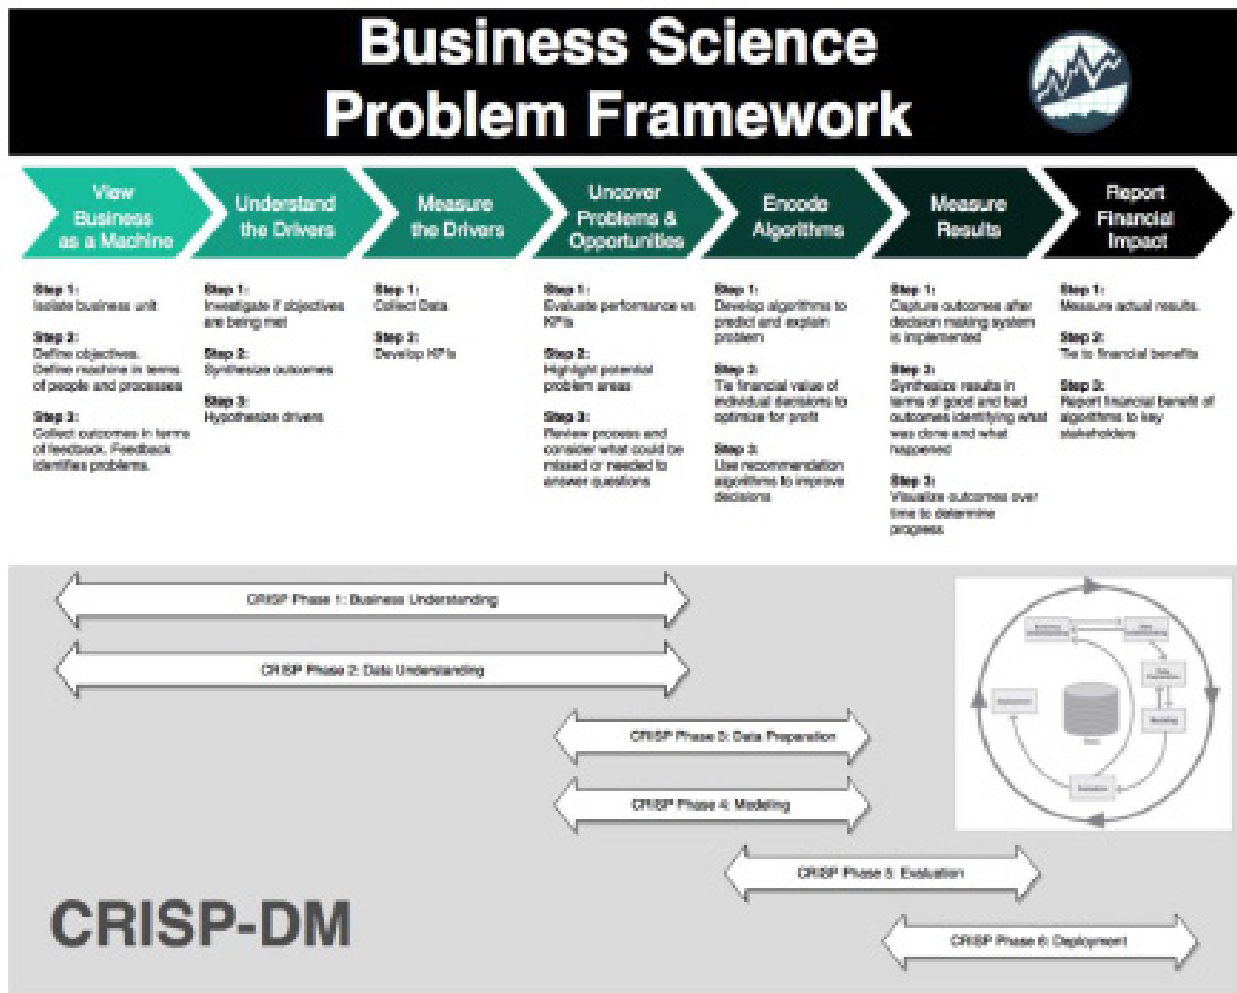 Business Science
Problem Framework
View
Business
as a Machine
Understand
the Drivers
Measure
the Drivers
Uncover
Problems &
Opportunities
Encode
Algorithms
Measure
Results
Report
Financial
Impact
Step 1:
Isolate business unit
Step 2:
Define objectives.
Define machine in terms
of people and processes
Step 3:
Collect outcomes in terms
of feedback. Feedback
identifies problems.
Step 1:
Investigate if objectives
are being met
Step 2:
Synthesize outcomes
Step 3:
Hypothesize drivers
Step 1:
Collect Data
Step 2:
Develop KPIs
Step 1:
Evaluate performance vs
KPIs
Step 2:
Highlight potential
problem areas
Step 3:
Review process and
consider what could be
missed or needed to
answer questions
Step 1:
Develop algorithms to
predict and explain
problem
Step 2:
Tie financial value of
individual decisions to
optimize for profit
Step 3:
Use recommendation
algorithms to improve
decisions
Step 1:
Capture outcomes after
decision making system
is implemented
Step 2:
Synthesize results in
terms of good and bad
outcomes identifying what
was done and what
happened
Step 3:
Visualize outcomes over
time to determine
progress
Step 1:
Measure actual results.
Step 2:
Tie to financial benefits
Step 3:
Report financial benefit of
algorithms to key
stakeholders
CRISP Phase 1: Business Understanding
CRISP Phase 2: Data Understanding
CRISP Phase 3: Data Preparation
CRISP Phase 4: Modeling
CRISP Phase 5: Evaluation
CRISP Phase 6: Deployment
CRISP-DM